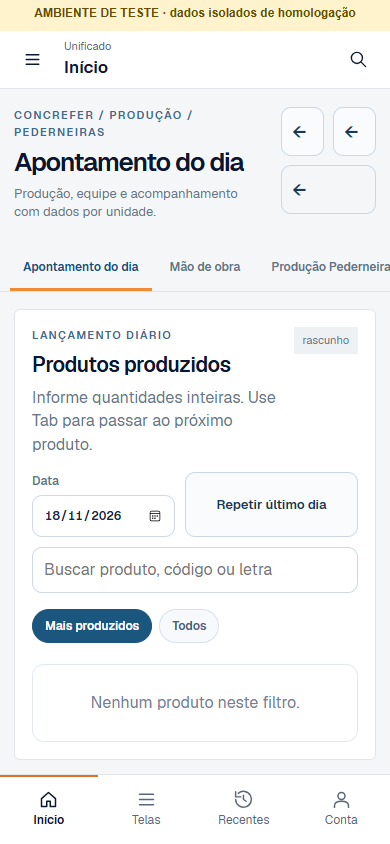 AMBIENTE DE TESTE · dados isolados de homologação
Unificado
Início
CONCREFER / PRODUÇÃO /
PEDERNEIRAS
Apontamento do dia
Produção, equipe e acompanhamento
com dados por unidade.
Apontamento do dia
Mão de obra
Produção Pederneira
LANÇAMENTO DIÁRIO
rascunho
Produtos produzidos
Informe quantidades inteiras. Use
Tab para passar ao próximo
produto.
Data
18/11/2026
Repetir último dia
Buscar produto, código ou letra
Mais produzidos
Todos
Nenhum produto neste filtro.
Início
Telas
Recentes
Conta